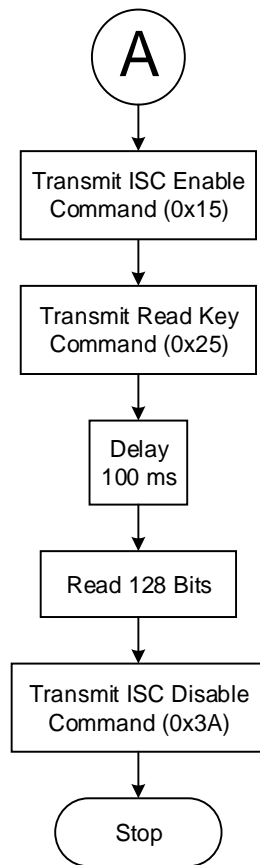 A
Transmit ISC Enable
Command (0x15)
Transmit Read Key
Command (0x25)
Delay
100 ms
Read 128 Bits
Transmit ISC Disable
Command (0x3A)
Stop